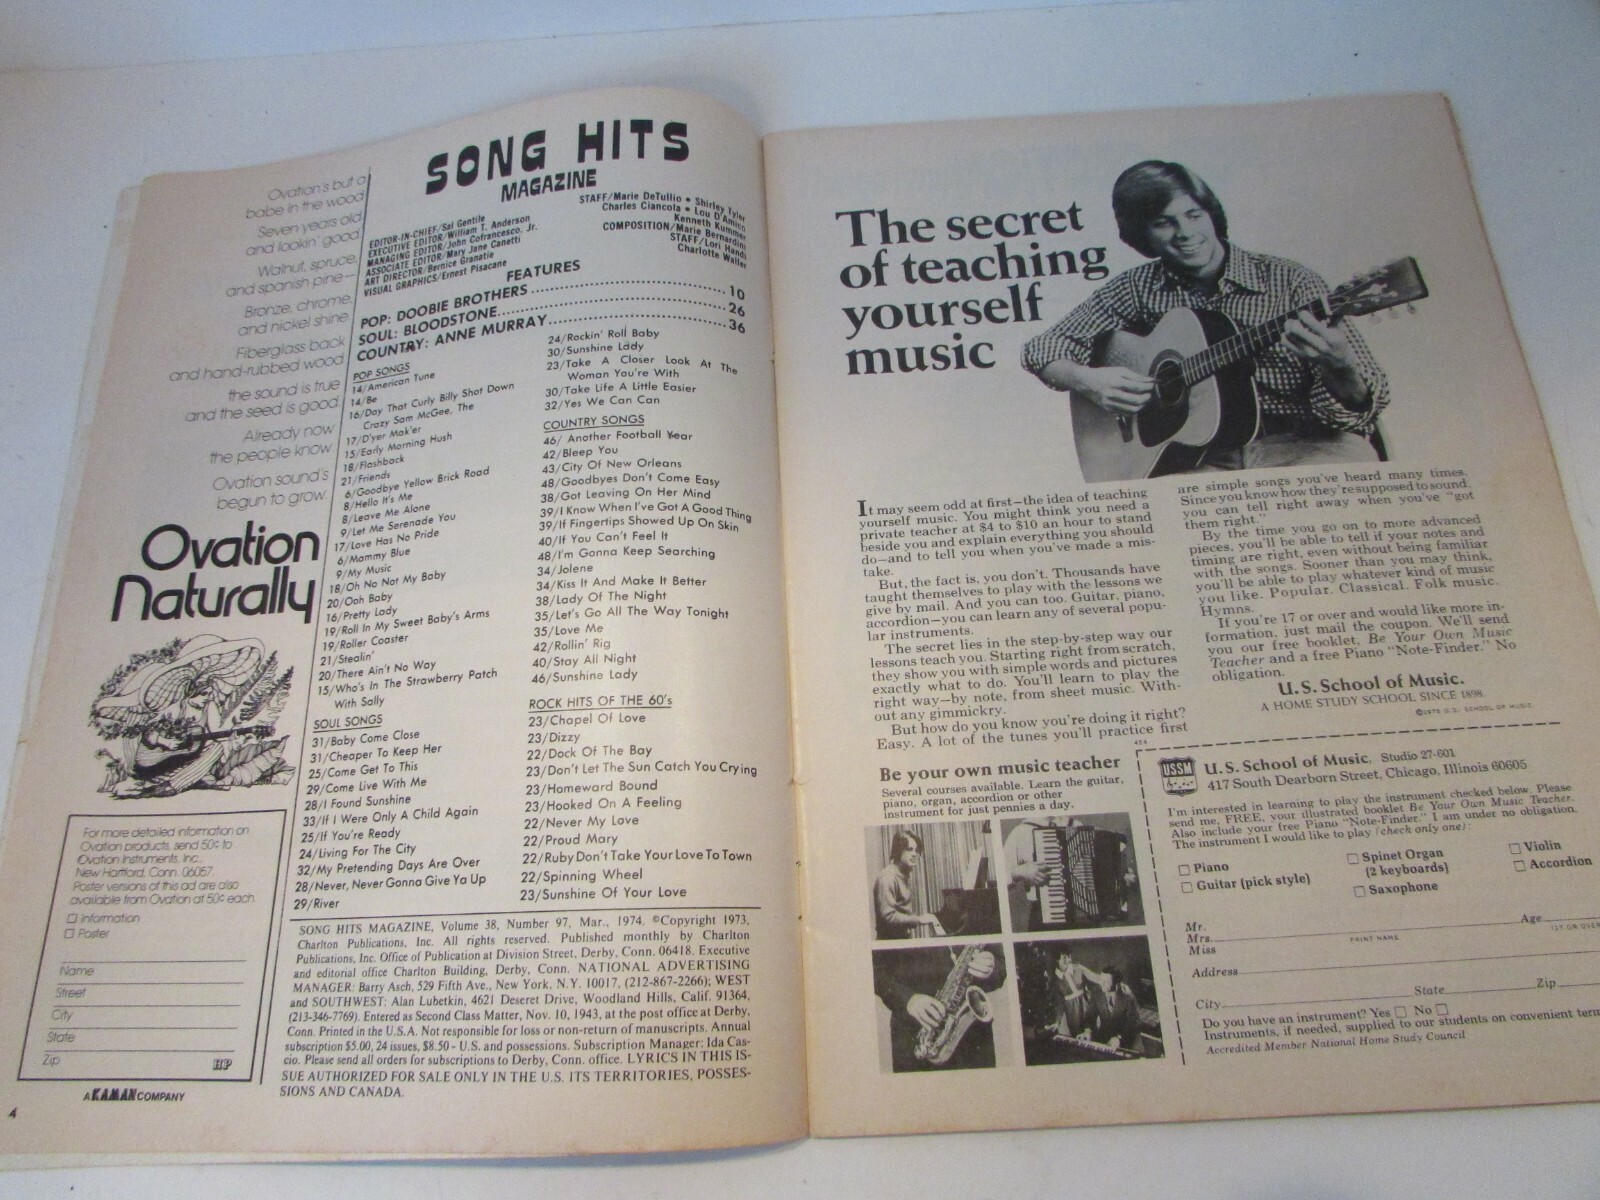 Ovation's but a
babe in the wood
Seven years old
and lookin' good
Walnut, spruce,
and spanish pine—
Bronze, chrome,
and nickel shine.
Fiberglass back
and hand-rubbed wood
the sound is true
and the seed is good.
Already now
the people know
Ovation sound's
begun to grow.
Ovation
Naturally
For more detailed information on
Ovation products, send 50¢ to
Ovation Instruments, Inc.,
New Hartford, Conn. 06057.
Poster versions of this ad are also
available from Ovation at 50¢ each.
□ Information
□ Poster
Name
Street
City
State
Zip
HP
A KAMAN COMPANY
4
SONG HITS
MAGAZINE
EDITOR-IN-CHIEF/Sal Gentile
EXECUTIVE EDITOR/William T. Anderson
MANAGING EDITOR/John Cofrancesco, Jr.
ASSOCIATE EDITOR/Mary Jane Canetti
ART DIRECTOR/Bernice Granatie
VISUAL GRAPHICS/Ernest Pisacane
STAFF/Marie DeTullio • Shirley Tyler
Charles Ciancola • Lou D'Amico
Kenneth Kummer
COMPOSITION/Marie Bernardini
STAFF/Lori Handi
Charlotte Waller
FEATURES
POP: DOOBIE BROTHERS 10
SOUL: BLOODSTONE 26
COUNTRY: ANNE MURRAY 36
POP SONGS
14/American Tune
14/Be
16/Day That Curly Billy Shot Down
Crazy Sam McGee, The
17/D'yer Mak'er
15/Early Morning Hush
18/Flashback
21/Friends
6/Goodbye Yellow Brick Road
8/Hello It's Me
8/Leave Me Alone
9/Let Me Serenade You
17/Love Has No Pride
6/Mammy Blue
9/My Music
18/Oh No Not My Baby
20/Ooh Baby
16/Pretty Lady
19/Roll In My Sweet Baby's Arms
19/Roller Coaster
21/Stealin'
20/There Ain't No Way
15/Who's In The Strawberry Patch
With Sally
SOUL SONGS
31/Baby Come Close
31/Cheaper To Keep Her
25/Come Get To This
29/Come Live With Me
28/I Found Sunshine
33/If I Were Only A Child Again
25/If You're Ready
24/Living For The City
32/My Pretending Days Are Over
28/Never, Never Gonna Give Ya Up
29/River
24/Rockin' Roll Baby
30/Sunshine Lady
23/Take A Closer Look At The
Woman You're With
30/Take Life A Little Easier
32/Yes We Can Can
COUNTRY SONGS
46/ Another Football Year
42/Bleep You
43/City Of New Orleans
48/Goodbyes Don't Come Easy
38/Got Leaving On Her Mind
39/I Know When I've Got A Good Thing
39/If Fingertips Showed Up On Skin
40/If You Can't Feel It
48/I'm Gonna Keep Searching
34/Jolene
34/Kiss It And Make It Better
38/Lady Of The Night
35/Let's Go All The Way Tonight
35/Love Me
42/Rollin' Rig
40/Stay All Night
46/Sunshine Lady
ROCK HITS OF THE 60's
23/Chapel Of Love
23/Dizzy
22/Dock Of The Bay
23/Don't Let The Sun Catch You Crying
23/Homeward Bound
23/Hooked On A Feeling
22/Never My Love
22/Proud Mary
22/Ruby Don't Take Your Love To Town
22/Spinning Wheel
23/Sunshine Of Your Love
SONG HITS MAGAZINE, Volume 38, Number 97, Mar., 1974. ©Copyright 1973,
Charlton Publications, Inc. All rights reserved. Published monthly by Charlton
Publications, Inc. Office of Publication at Division Street, Derby, Conn. 06418. Executive
and editorial office Charlton Building, Derby, Conn. NATIONAL ADVERTISING
MANAGER: Barry Asch, 529 Fifth Ave., New York, N.Y. 10017, (212-867-2266); WEST
and SOUTHWEST: Alan Lubetkin, 4621 Deseret Drive, Woodland Hills, Calif. 91364,
(213-346-7769). Entered as Second Class Matter, Nov. 10, 1943, at the post office at Derby,
Conn. Printed in the U.S.A. Not responsible for loss or non-return of manuscripts. Annual
subscription $5.00, 24 issues, $8.50 - U.S. and possessions. Subscription Manager: Ida Cas-
cio. Please send all orders for subscriptions to Derby, Conn. office. LYRICS IN THIS IS-
SUE AUTHORIZED FOR SALE ONLY IN THE U.S. ITS TERRITORIES, POSSES-
SIONS AND CANADA.
The secret
of teaching
yourself
music
It may seem odd at first—the idea of teaching
yourself music. You might think you need a
private teacher at $4 to $10 an hour to stand
beside you and explain everything you should
do—and to tell you when you've made a mis-
take.
But, the fact is, you don't. Thousands have
taught themselves to play with the lessons we
give by mail. And you can too. Guitar, piano,
accordion—you can learn any of several popu-
lar instruments.
The secret lies in the step-by-step way our
lessons teach you. Starting right from scratch,
they show you with simple words and pictures
exactly what to do. You'll learn to play the
right way—by note, from sheet music. With-
out any gimmickry.
But how do you know you're doing it right?
Easy. A lot of the tunes you'll practice first
are simple songs you've heard many times.
Since you know how they're supposed to sound,
you can tell right away when you've "got
them right."
By the time you go on to more advanced
pieces, you'll be able to tell if your notes and
timing are right, even without being familiar
with the songs. Sooner than you may think,
you'll be able to play whatever kind of music
you like. Popular. Classical. Folk music.
Hymns.
If you're 17 or over and would like more in-
formation, just mail the coupon. We'll send
you our free booklet, Be Your Own Music
Teacher and a free Piano "Note-Finder." No
obligation.
U.S. School of Music.
A HOME STUDY SCHOOL SINCE 1898.
©1973 U.S. SCHOOL OF MUSIC.
Be your own music teacher
Several courses available. Learn the guitar,
piano, organ, accordion or other
instrument for just pennies a day.
454
USSM
U.S. School of Music, Studio 27-601
417 South Dearborn Street, Chicago, Illinois 60605
I'm interested in learning to play the instrument checked below. Please
send me, FREE, your illustrated booklet Be Your Own Music Teacher.
Also include your free Piano "Note-Finder." I am under no obligation.
The instrument I would like to play (check only one):
□ Piano
□ Guitar (pick style)
□ Spinet Organ
(2 keyboards)
□ Saxophone
□ Violin
□ Accordion
Mr.
Mrs.
Miss
PRINT NAME
Age
(17 OR OVER
Address
City State Zip
Do you have an instrument? Yes □ No □
Instruments, if needed, supplied to our students on convenient term
Accredited Member National Home Study Council